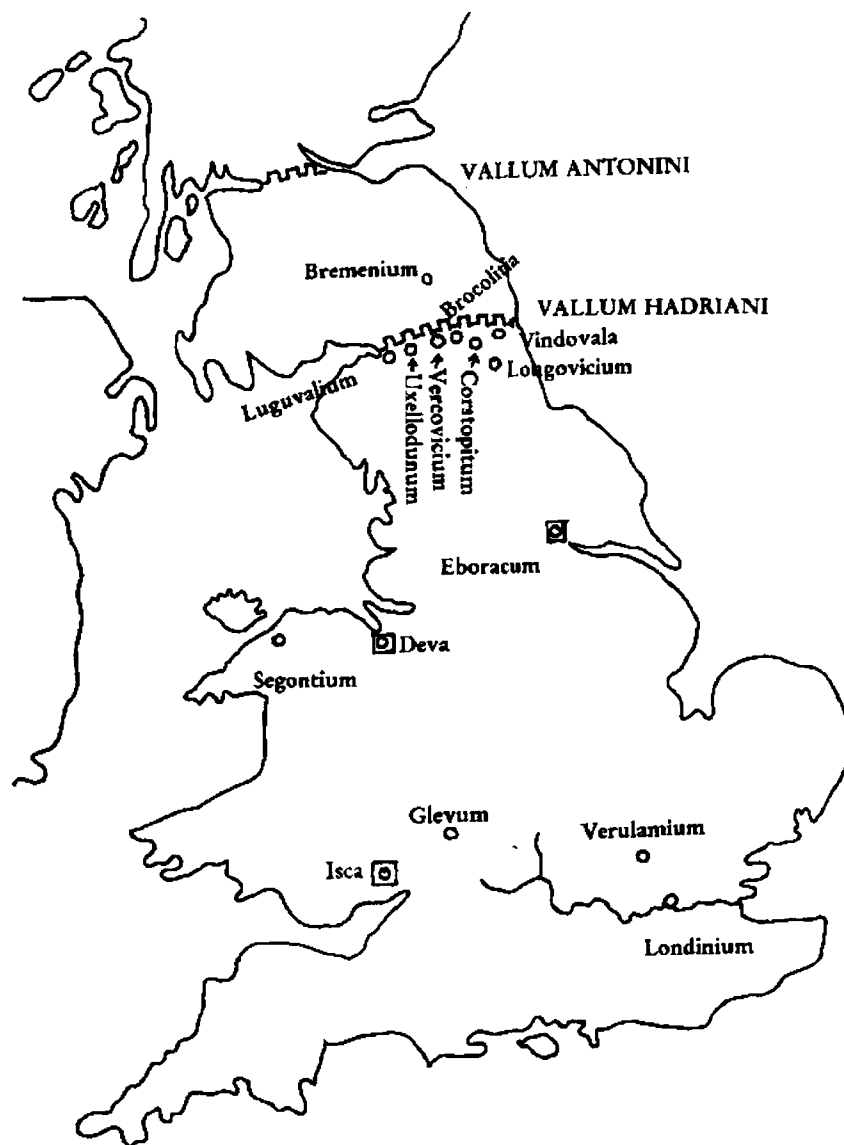 VALLUM ANTONINI
Bremenium
Brocolitia
VALLUM HADRIANI
Vindovala
Longovicium
Luguvalium
Uxellodunum
Vercovicium
Corstopitum
Eboracum
Deva
Segontium
Glevum
Verulamium
Isca
Londinium